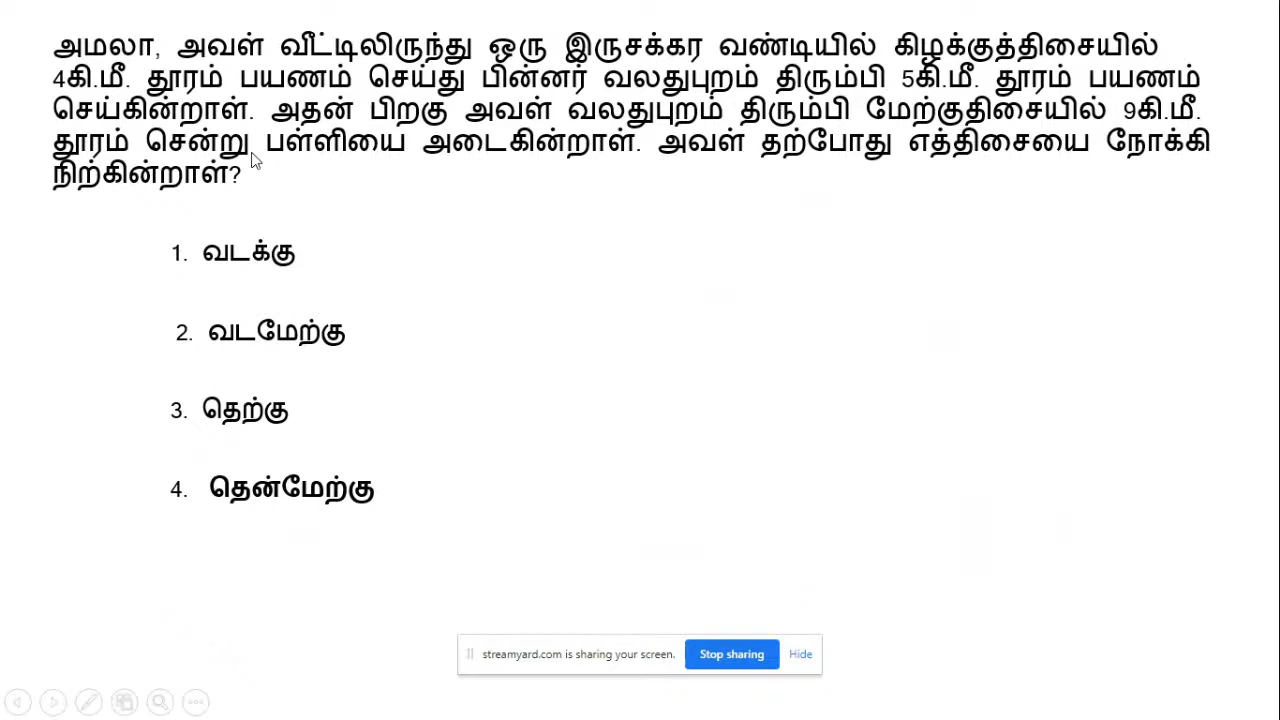 அமலா, அவள் வீட்டிலிருந்து ஒரு இருசக்கர வண்டியில் கிழக்குத்திசையில்
4கி.மீ. தூரம் பயணம் செய்து பின்னர் வலதுபுறம் திரும்பி 5கி.மீ. தூரம் பயணம்
செய்கின்றாள். அதன் பிறகு அவள் வலதுபுறம் திரும்பி மேற்குதிசையில் 9கி.மீ.
தூரம் சென்று பள்ளியை அடைகின்றாள். அவள் தற்போது எத்திசையை நோக்கி
நிற்கின்றாள்?
1. வடக்கு
2. வடமேற்கு
3. தெற்கு
4. தென்மேற்கு
streamyard.com is sharing your screen. Stop sharing Hide